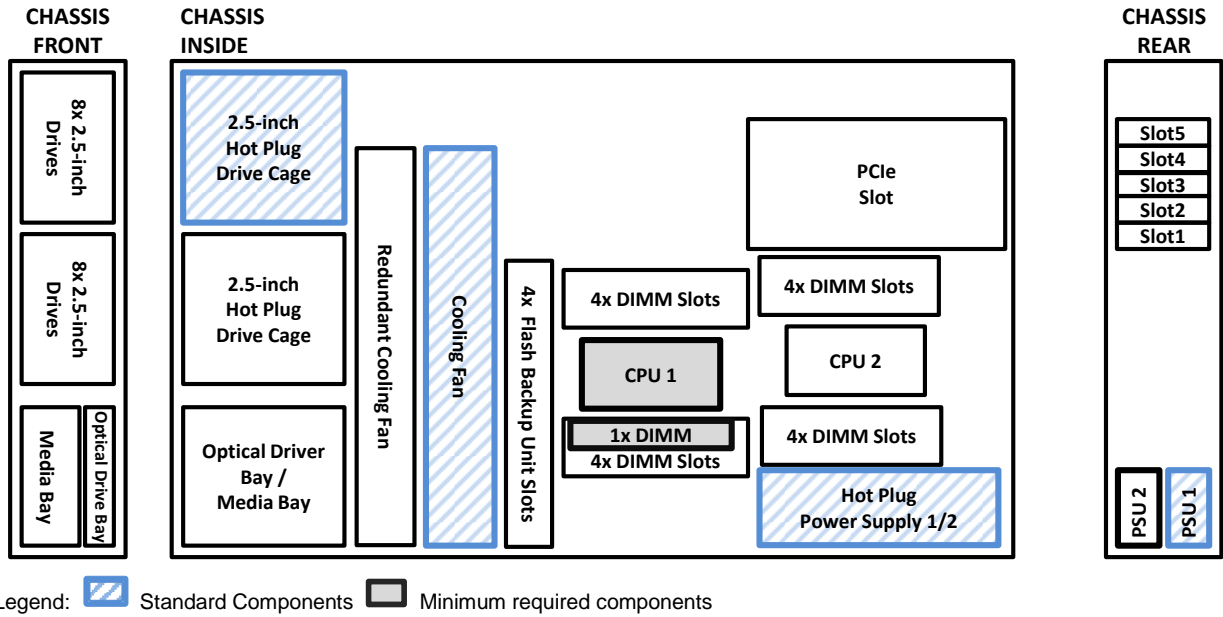 CHASSIS
FRONT
8x 2.5-inch
Drives
8x 2.5-inch
Drives
Media Bay
Optical Drive Bay
CHASSIS
INSIDE
2.5-inch
Hot Plug
Drive Cage
2.5-inch
Hot Plug
Drive Cage
Optical Driver
Bay /
Media Bay
Redundant Cooling Fan
Cooling Fan
4x Flash Backup Unit Slots
4x DIMM Slots
CPU 1
1x DIMM
4x DIMM Slots
PCIe
Slot
4x DIMM Slots
CPU 2
4x DIMM Slots
Hot Plug
Power Supply 1/2
CHASSIS
REAR
Slot5
Slot4
Slot3
Slot2
Slot1
PSU 2
PSU 1
Legend: Standard Components Minimum required components